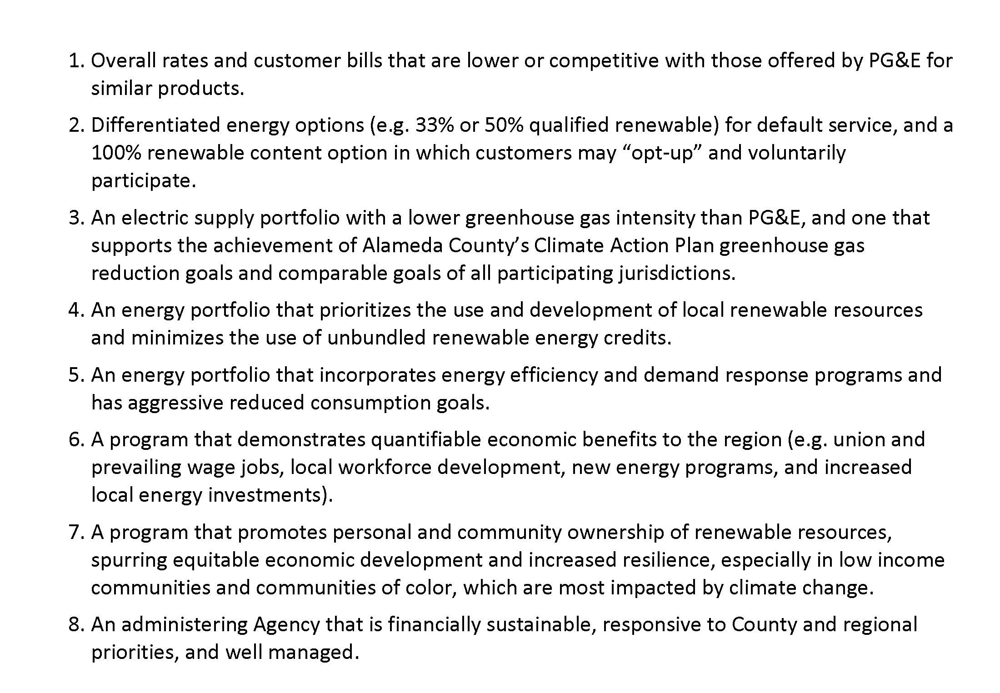 1. Overall rates and customer bills that are lower or competitive with those offered by PG&E for
similar products.
2. Differentiated energy options (e.g. 33% or 50% qualified renewable) for default service, and a
100% renewable content option in which customers may “opt-up” and voluntarily
participate.
3. An electric supply portfolio with a lower greenhouse gas intensity than PG&E, and one that
supports the achievement of Alameda County’s Climate Action Plan greenhouse gas
reduction goals and comparable goals of all participating jurisdictions.
4. An energy portfolio that prioritizes the use and development of local renewable resources
and minimizes the use of unbundled renewable energy credits.
5. An energy portfolio that incorporates energy efficiency and demand response programs and
has aggressive reduced consumption goals.
6. A program that demonstrates quantifiable economic benefits to the region (e.g. union and
prevailing wage jobs, local workforce development, new energy programs, and increased
local energy investments).
7. A program that promotes personal and community ownership of renewable resources,
spurring equitable economic development and increased resilience, especially in low income
communities and communities of color, which are most impacted by climate change.
8. An administering Agency that is financially sustainable, responsive to County and regional
priorities, and well managed.